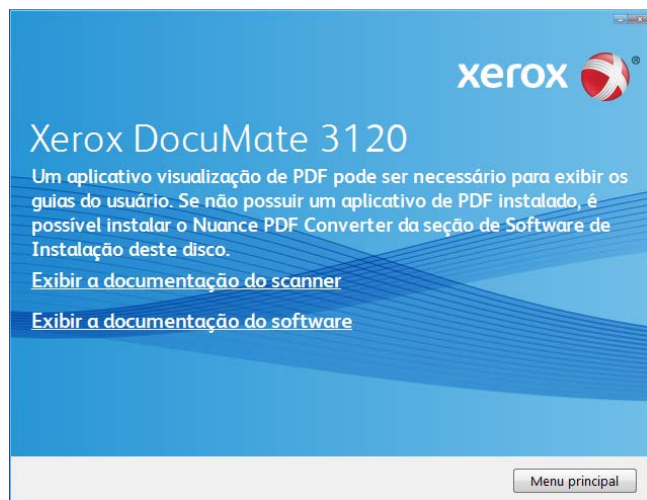 xerox ®
Xerox DocuMate 3120
Um aplicativo visualização de PDF pode ser necessário para exibir os
guias do usuário. Se não possuir um aplicativo de PDF instalado, é
possível instalar o Nuance PDF Converter da seção de Software de
Instalação deste disco.
Exibir a documentação do scanner
Exibir a documentação do software
Menu principal